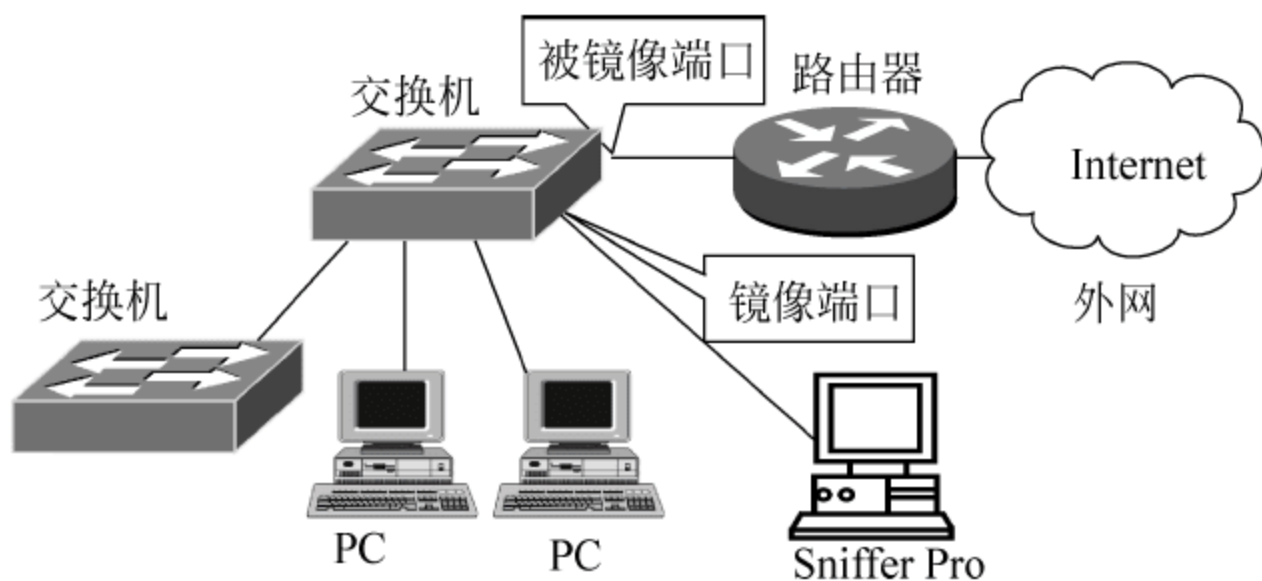 被镜像端口
路由器
交换机
Internet
交换机
镜像端口
外网
PC
PC
Sniffer Pro